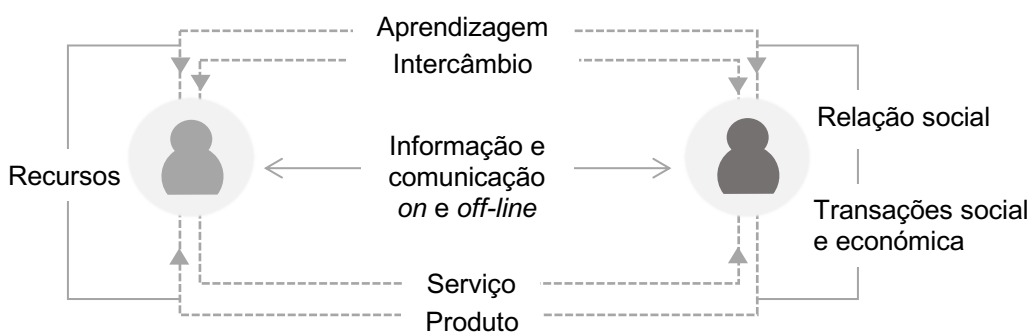 Aprendizagem
Intercâmbio
Relação social
Informação e
comunicação
on e off-line
Recursos
Transações social
e económica
Serviço
Produto